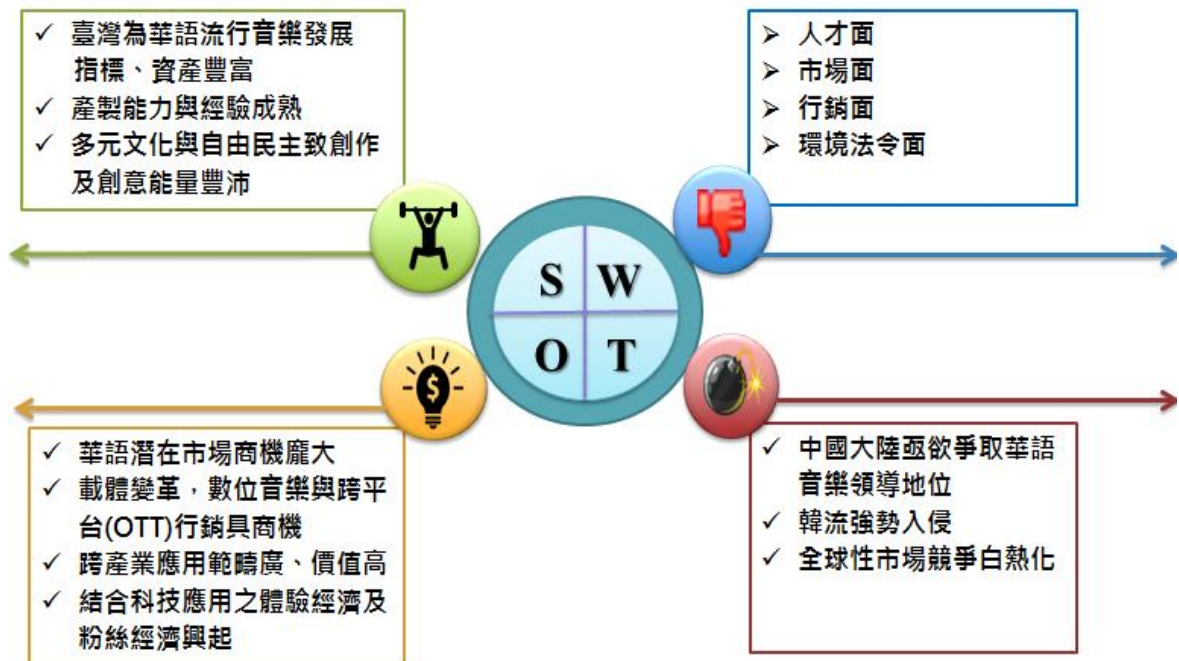 ✓ 臺灣為華語流行音樂發展
指標、資產豐富
✓ 產製能力與經驗成熟
✓ 多元文化與自由民主致創作
及創意能量豐沛
➢ 人才面
➢ 市場面
➢ 行銷面
➢ 環境法令面
S W
O T
$
✓ 華語潛在市場商機龐大
✓ 載體變革，數位音樂與跨平
台(OTT)行銷具商機
✓ 跨產業應用範疇廣、價值高
✓ 結合科技應用之體驗經濟及
粉絲經濟興起
✓ 中國大陸亟欲爭取華語
音樂領導地位
✓ 韓流強勢入侵
✓ 全球性市場競爭白熱化